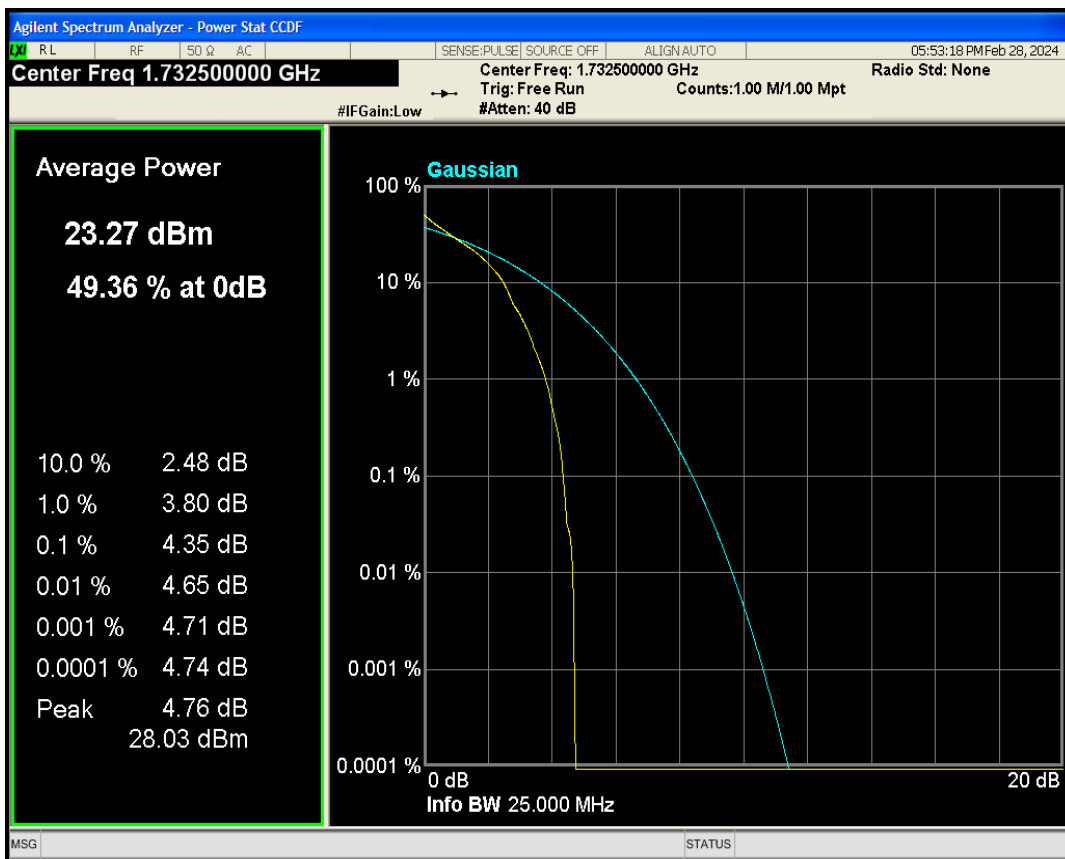 Agilent Spectrum Analyzer - Power Stat CCDF
LXI RL RF 50 Ω AC SENSE:PULSE SOURCE OFF ALIGN AUTO 05:53:18 PM Feb 28, 2024
Center Freq 1.732500000 GHz
Center Freq: 1.732500000 GHz Radio Std: None
Trig: Free Run Counts:1.00 M/1.00 Mpt
#IFGain:Low #Atten: 40 dB
Average Power
23.27 dBm
49.36 % at 0dB
10.0 % 2.48 dB
1.0 % 3.80 dB
0.1 % 4.35 dB
0.01 % 4.65 dB
0.001 % 4.71 dB
0.0001 % 4.74 dB
Peak 4.76 dB
28.03 dBm
Gaussian
100 %
10 %
1 %
0.1 %
0.01 %
0.001 %
0.0001 %
0 dB 20 dB
Info BW 25.000 MHz
MSG STATUS